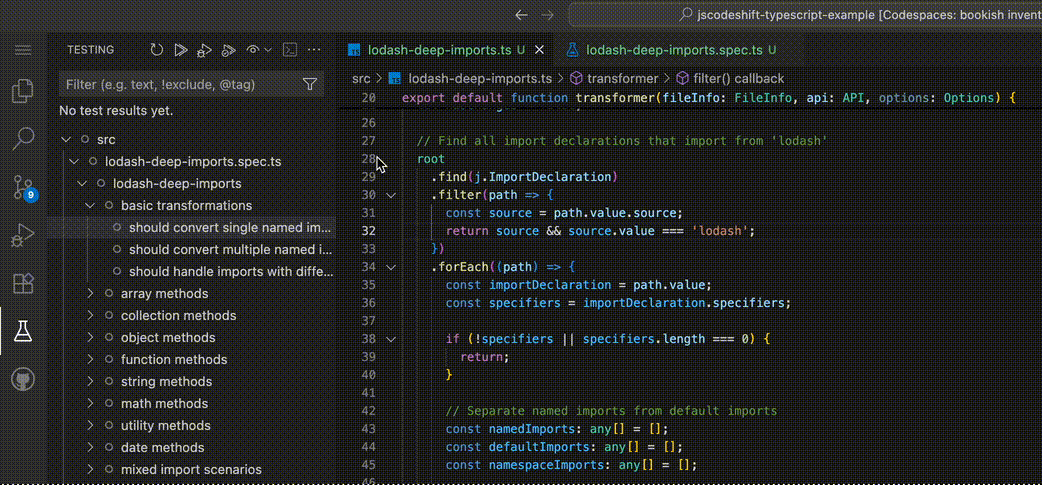 jscodeshift-typescript-example [Codespaces: bookish invent
TESTING
Filter (e.g. text, !exclude, @tag)
No test results yet.
src
lodash-deep-imports.spec.ts
lodash-deep-imports
basic transformations
should convert single named im...
should convert multiple named i...
should handle imports with diffe...
array methods
collection methods
object methods
function methods
string methods
math methods
utility methods
date methods
mixed import scenarios
9
TS lodash-deep-imports.ts U
lodash-deep-imports.spec.ts U
src > TS lodash-deep-imports.ts > transformer > filter() callback
20 export default function transformer(fileInfo: FileInfo, api: API, options: Options) {
26
27 // Find all import declarations that import from 'lodash'
28 root
29 .find(j.ImportDeclaration)
30 .filter(path => {
31 const source = path.value.source;
32 return source && source.value === 'lodash';
33 })
34 .forEach((path) => {
35 const importDeclaration = path.value;
36 const specifiers = importDeclaration.specifiers;
37
38 if (!specifiers || specifiers.length === 0) {
39 return;
40 }
41
42 // Separate named imports from default imports
43 const namedImports: any[] = [];
44 const defaultImports: any[] = [];
45 const namespaceImports: any[] = [];